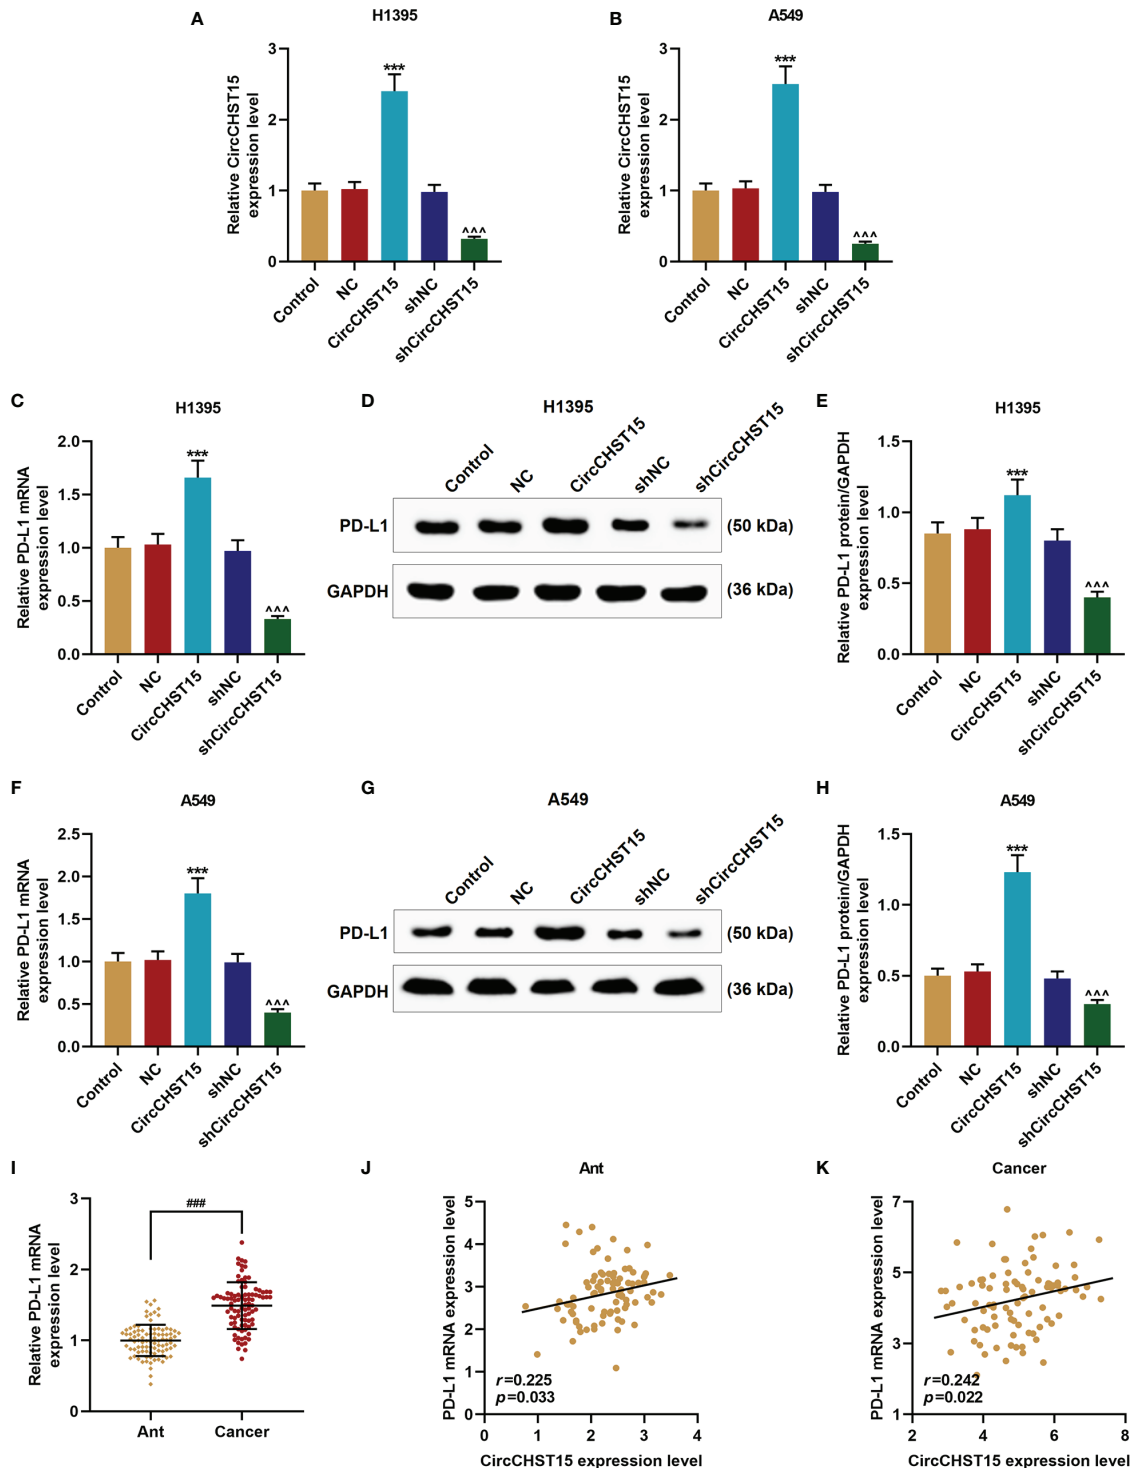 A
H1395
Relative CircCHST15
expression level
3
2
1
0
***
^^^
Control
NC
CircCHST15
shNC
shCircCHST15
B
A549
Relative CircCHST15
expression level
3
2
1
0
***
^^^
Control
NC
CircCHST15
shNC
shCircCHST15
C
H1395
Relative PD-L1 mRNA
expression level
2.0
1.5
1.0
0.5
0.0
***
^^^
Control
NC
CircCHST15
shNC
shCircCHST15
D
H1395
Control
NC
CircCHST15
shNC
shCircCHST15
PD-L1
(50 kDa)
GAPDH
(36 kDa)
E
H1395
Relative PD-L1 protein/GAPDH
expression level
1.5
1.0
0.5
0.0
***
^^^
Control
NC
CircCHST15
shNC
shCircCHST15
F
A549
Relative PD-L1 mRNA
expression level
2.5
2.0
1.5
1.0
0.5
0.0
***
^^^
Control
NC
CircCHST15
shNC
shCircCHST15
G
A549
Control
NC
CircCHST15
shNC
shCircCHST15
PD-L1
(50 kDa)
GAPDH
(36 kDa)
H
A549
Relative PD-L1 protein/GAPDH
expression level
1.5
1.0
0.5
0.0
***
^^^
Control
NC
CircCHST15
shNC
shCircCHST15
I
Relative PD-L1 mRNA
expression level
3
2
1
0
###
Ant
Cancer
J
Ant
PD-L1 mRNA expression level
5
4
3
2
1
0
r=0.225
p=0.033
0
1
2
3
4
CircCHST15 expression level
K
Cancer
PD-L1 mRNA expression level
7
5
3
1
r=0.242
p=0.022
2
4
6
8
CircCHST15 expression level